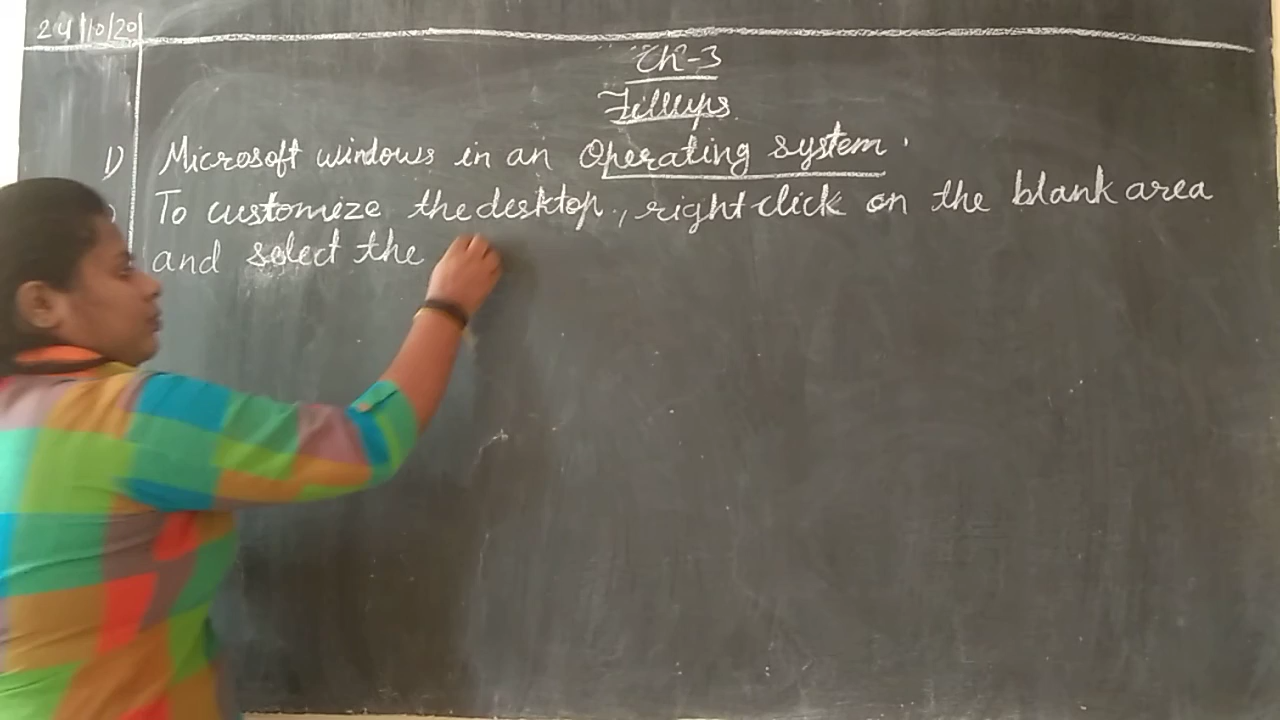 24/10/20
Ch-3
Fillups
1) Microsoft windows in an Operating system.
To customize the desktop, right click on the blank area
and select the